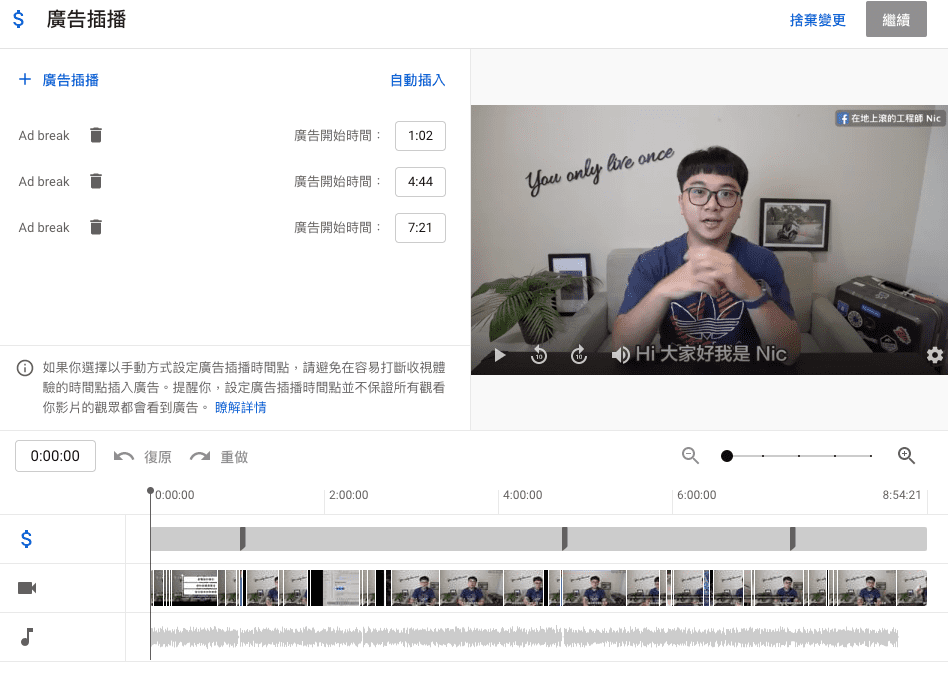 廣告插播
捨棄變更
繼續
廣告插播
自動插入
Ad break
廣告開始時間：
1:02
Ad break
廣告開始時間：
4:44
Ad break
廣告開始時間：
7:21
如果你選擇以手動方式設定廣告插播時間點，請避免在容易打斷收視體
驗的時間點插入廣告。提醒你，設定廣告插播時間點並不保證所有觀看
你影片的觀眾都會看到廣告。 瞭解詳情
f 在地上滾的工程師 Nic
You only live once
10
10
Hi 大家好我是 Nic
0:00:00
復原
重做
0:00:00
2:00:00
4:00:00
6:00:00
8:54:21